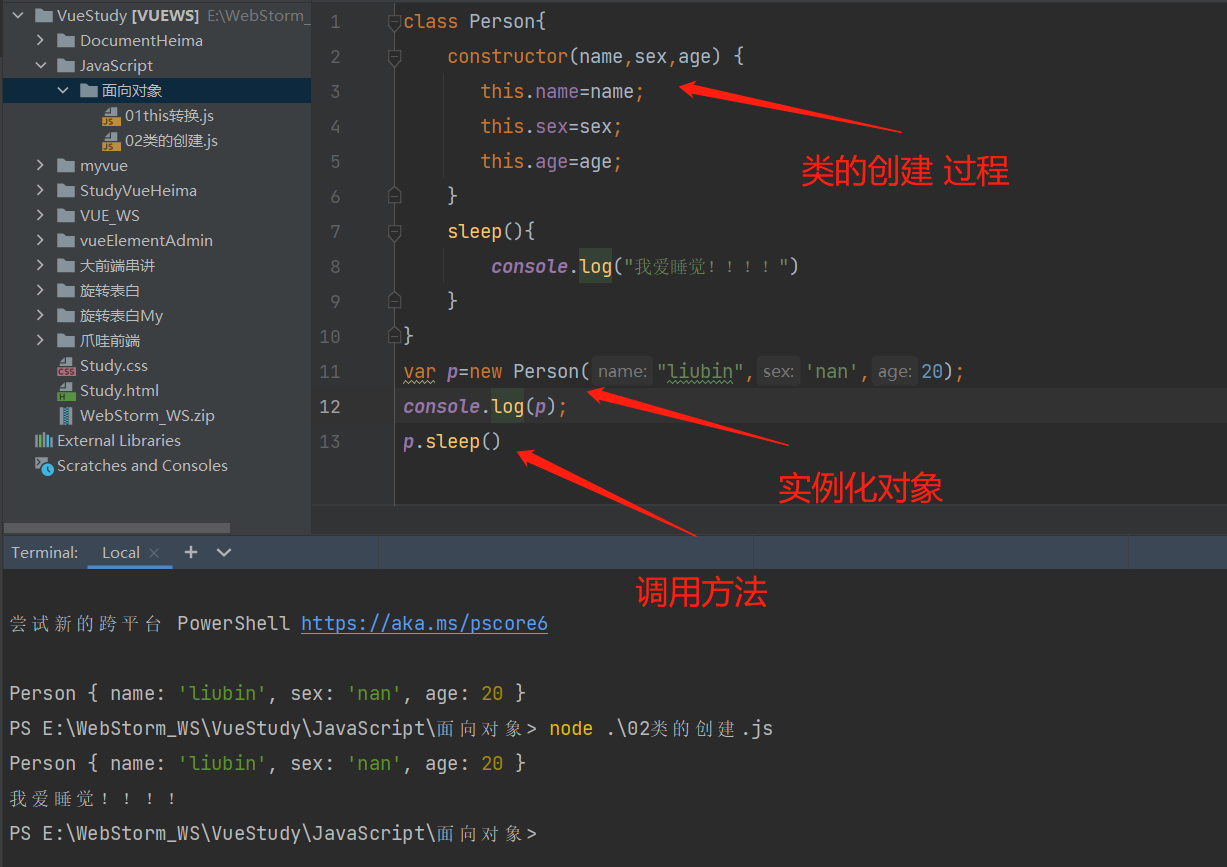 VueStudy [VUEWS] E:\WebStorm_
DocumentHeima
JavaScript
面向对象
01this转换.js
02类的创建.js
myvue
StudyVueHeima
VUE_WS
vueElementAdmin
大前端串讲
旋转表白
旋转表白My
爪哇前端
Study.css
Study.html
WebStorm_WS.zip
External Libraries
Scratches and Consoles
1 class Person{
2 constructor(name,sex,age) {
3 this.name=name;
4 this.sex=sex;
5 this.age=age;
6 }
7 sleep(){
8 console.log("我爱睡觉!!!!")
9 }
10 }
11 var p=new Person( name: "liubin", sex: 'nan', age: 20);
12 console.log(p);
13 p.sleep()
类的创建 过程
实例化对象
调用方法
Terminal: Local × +
尝试新的跨平台 PowerShell https://aka.ms/pscore6
Person { name: 'liubin', sex: 'nan', age: 20 }
PS E:\WebStorm_WS\VueStudy\JavaScript\面向对象> node .\02类的创建.js
Person { name: 'liubin', sex: 'nan', age: 20 }
我爱睡觉!!!!
PS E:\WebStorm_WS\VueStudy\JavaScript\面向对象>